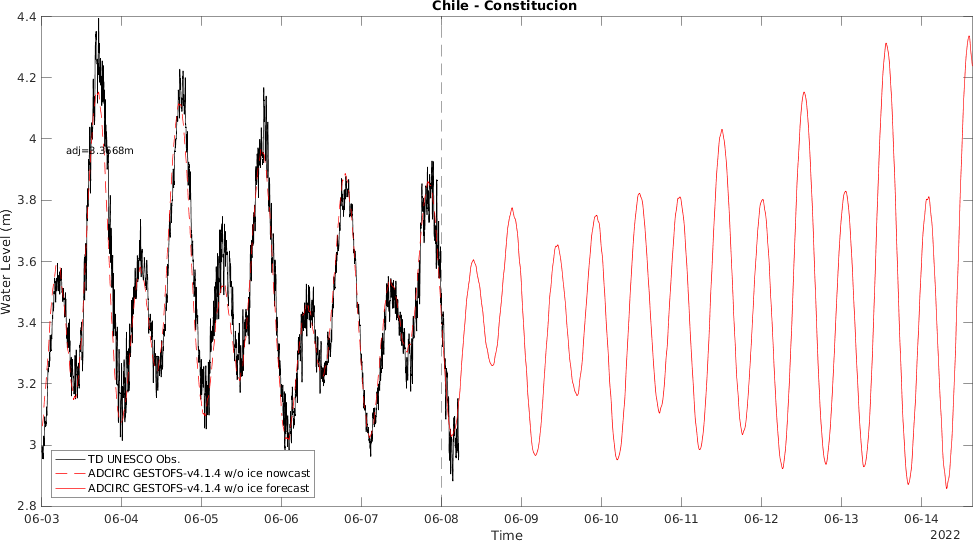 Chile - Constitucion
4.4
4.2
4
3.8
3.6
3.4
3.2
3
2.8
Water Level (m)
adj=3.3668m
TD UNESCO Obs.
ADCIRC GESTOFS-v4.1.4 w/o ice nowcast
ADCIRC GESTOFS-v4.1.4 w/o ice forecast
06-03 06-04 06-05 06-06 06-07 06-08 06-09 06-10 06-11 06-12 06-13 06-14
Time
2022